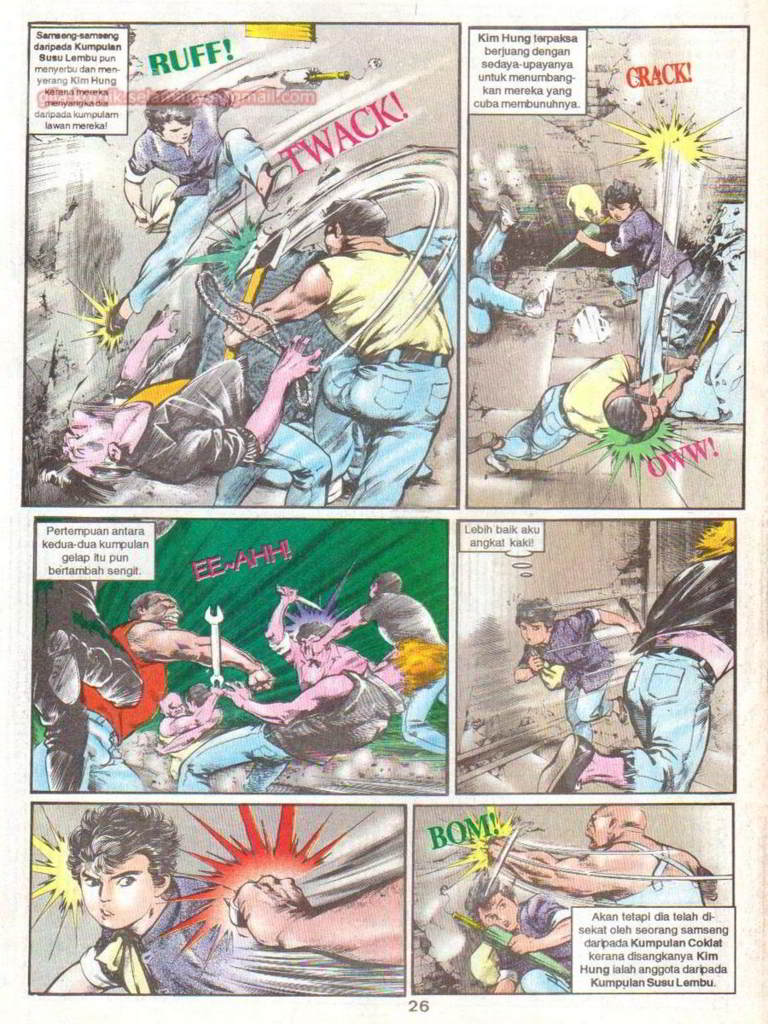 Samseng-samseng
daripada Kumpulan
Susu Lembu pun
menyerbu dan men-
yerang Kim Hung
kerana mereka
menyangka dia
daripada kumpulam
lawan mereka!
RUFF!
TWACK!
Kim Hung terpaksa
berjuang dengan
sedaya-upayanya
untuk menumbang-
kan mereka yang
cuba membunuhnya.
CRACK!
OWW!
Pertempuan antara
kedua-dua kumpulan
gelap itu pun
bertambah sengit.
EE~AHH!
Lebih baik aku
angkat kaki!
BOM!
Akan tetapi dia telah di-
sekat oleh seorang samseng
daripada Kumpulan Coklat
kerana disangkanya Kim
Hung ialah anggota daripada
Kumpulan Susu Lembu.
26